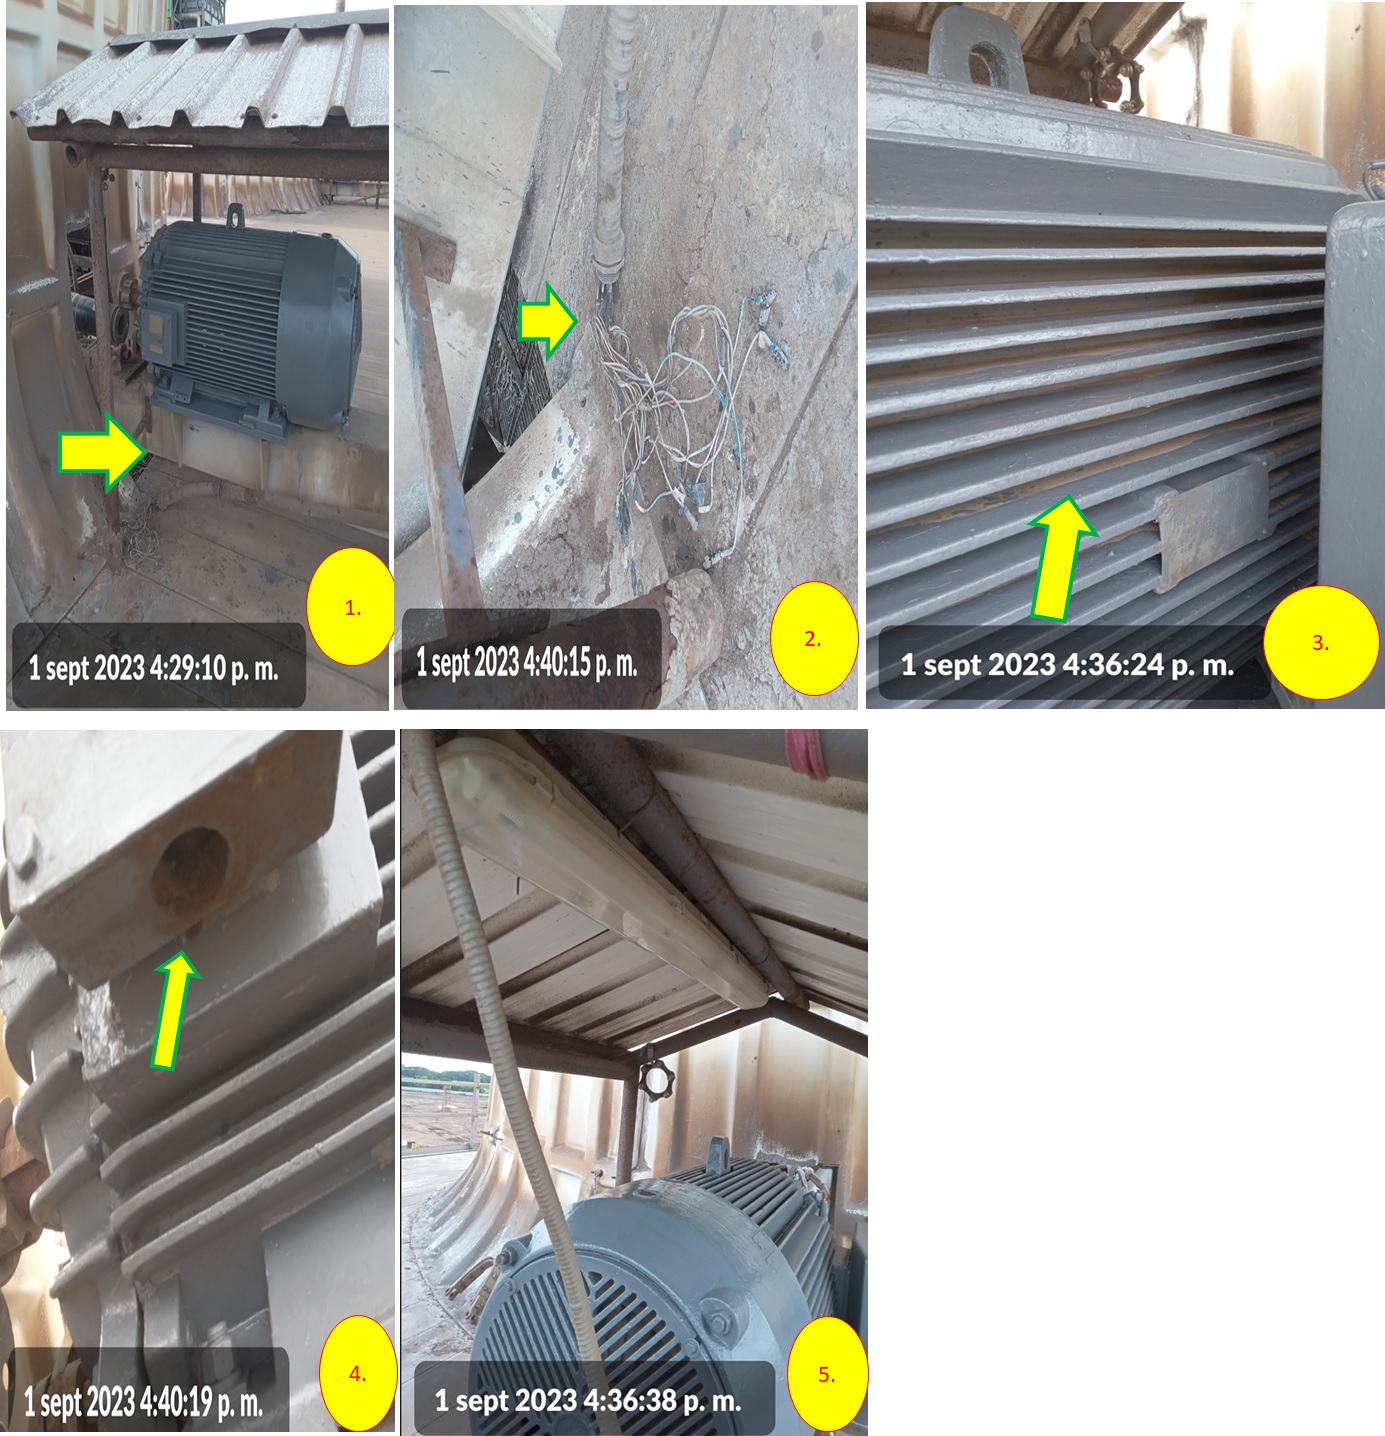 1.
1 sept 2023 4:29:10 p. m.
2.
1 sept 2023 4:40:15 p. m.
3.
1 sept 2023 4:36:24 p. m.
4.
1 sept 2023 4:40:19 p. m.
5.
1 sept 2023 4:36:38 p. m.